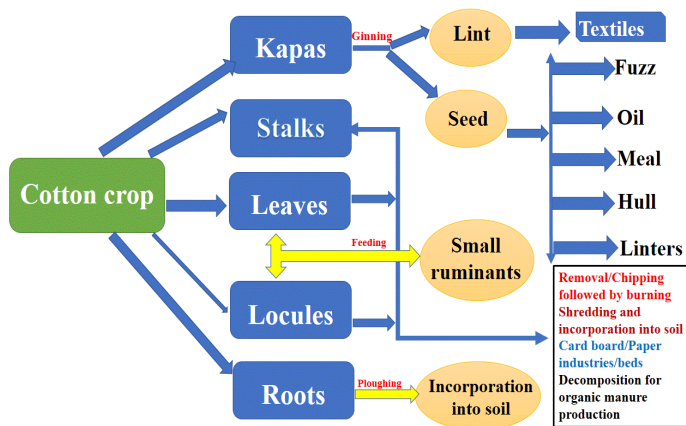 Cotton crop
Kapas
Ginning
Lint
Textiles
Seed
Fuzz
Oil
Meal
Hull
Linters
Stalks
Leaves
Feeding
Small
ruminants
Locules
Roots
Ploughing
Incorporation
into soil
Removal/Chipping
followed by burning
Shredding and
incorporation into soil
Card board/Paper
industries/beds
Decomposition for
organic manure
production